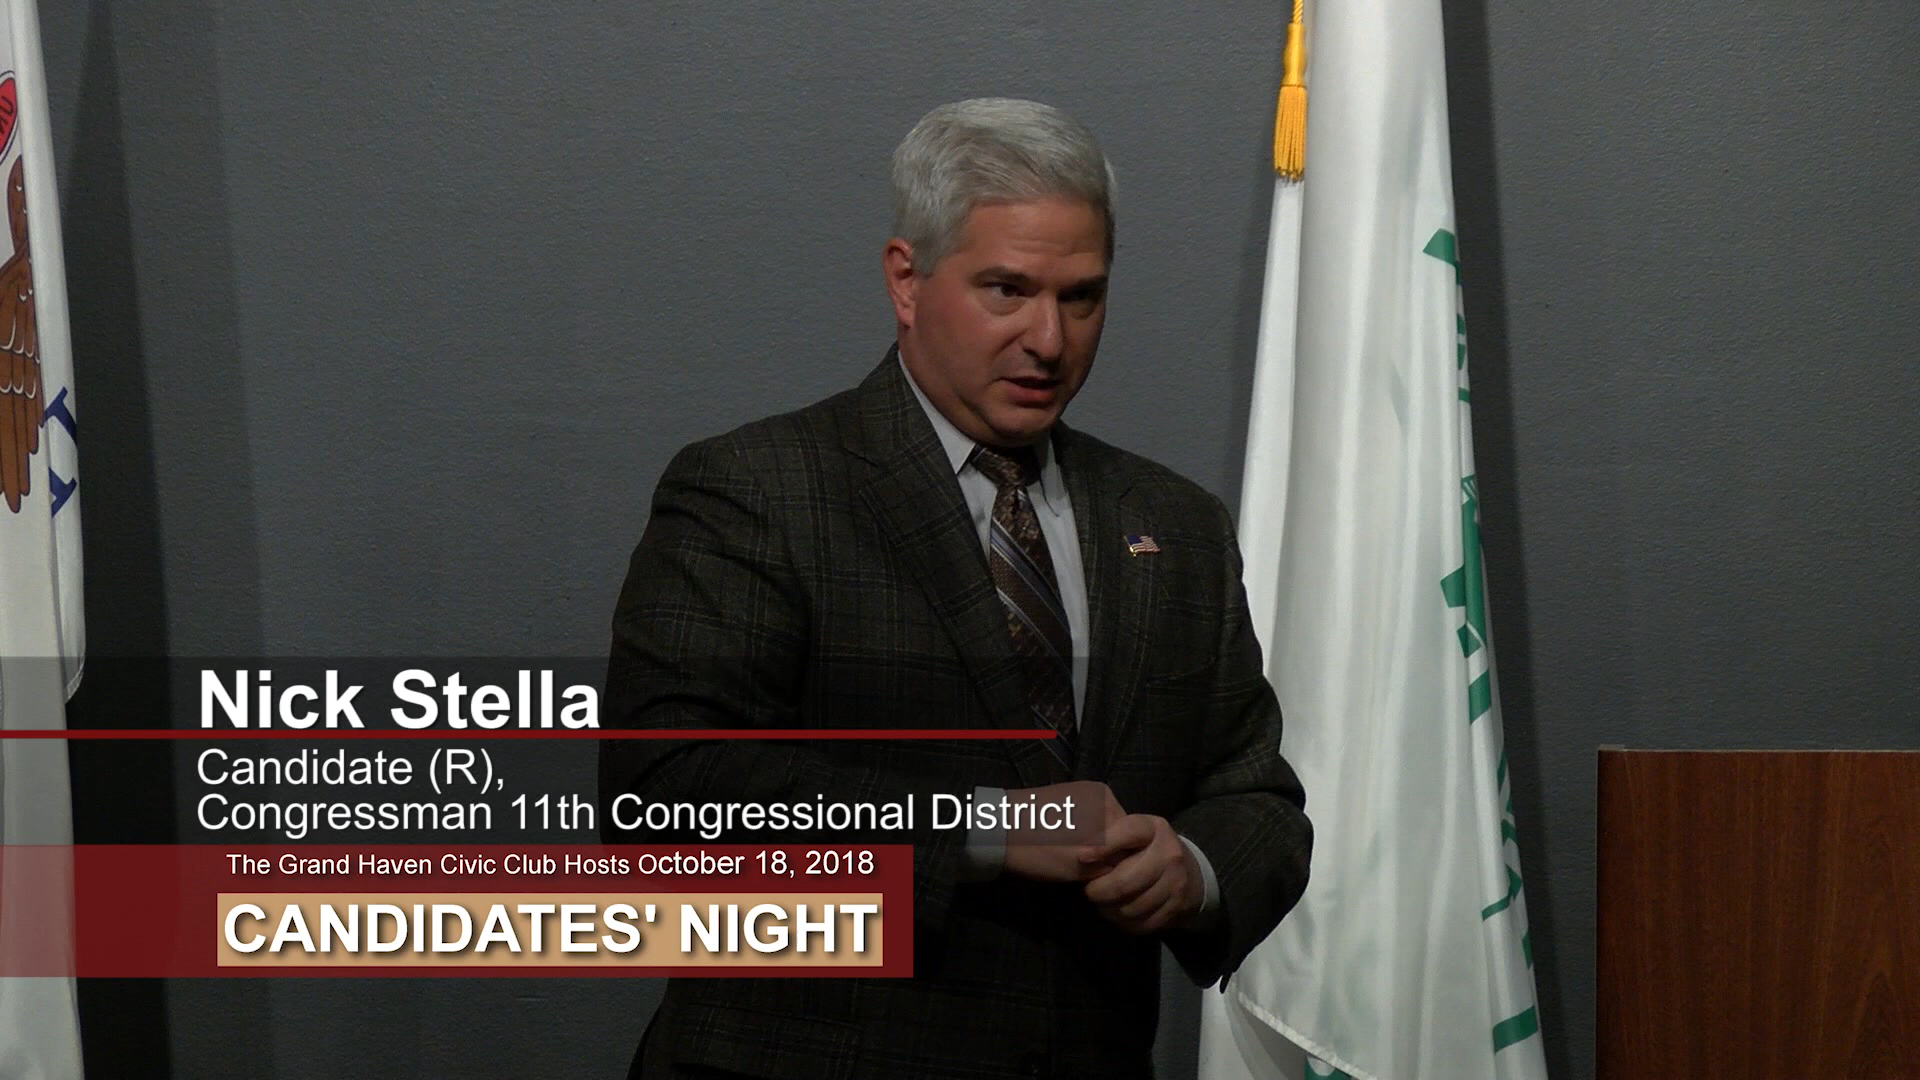 Nick Stella
Candidate (R),
Congressman 11th Congressional District
The Grand Haven Civic Club Hosts October 18, 2018
CANDIDATES' NIGHT